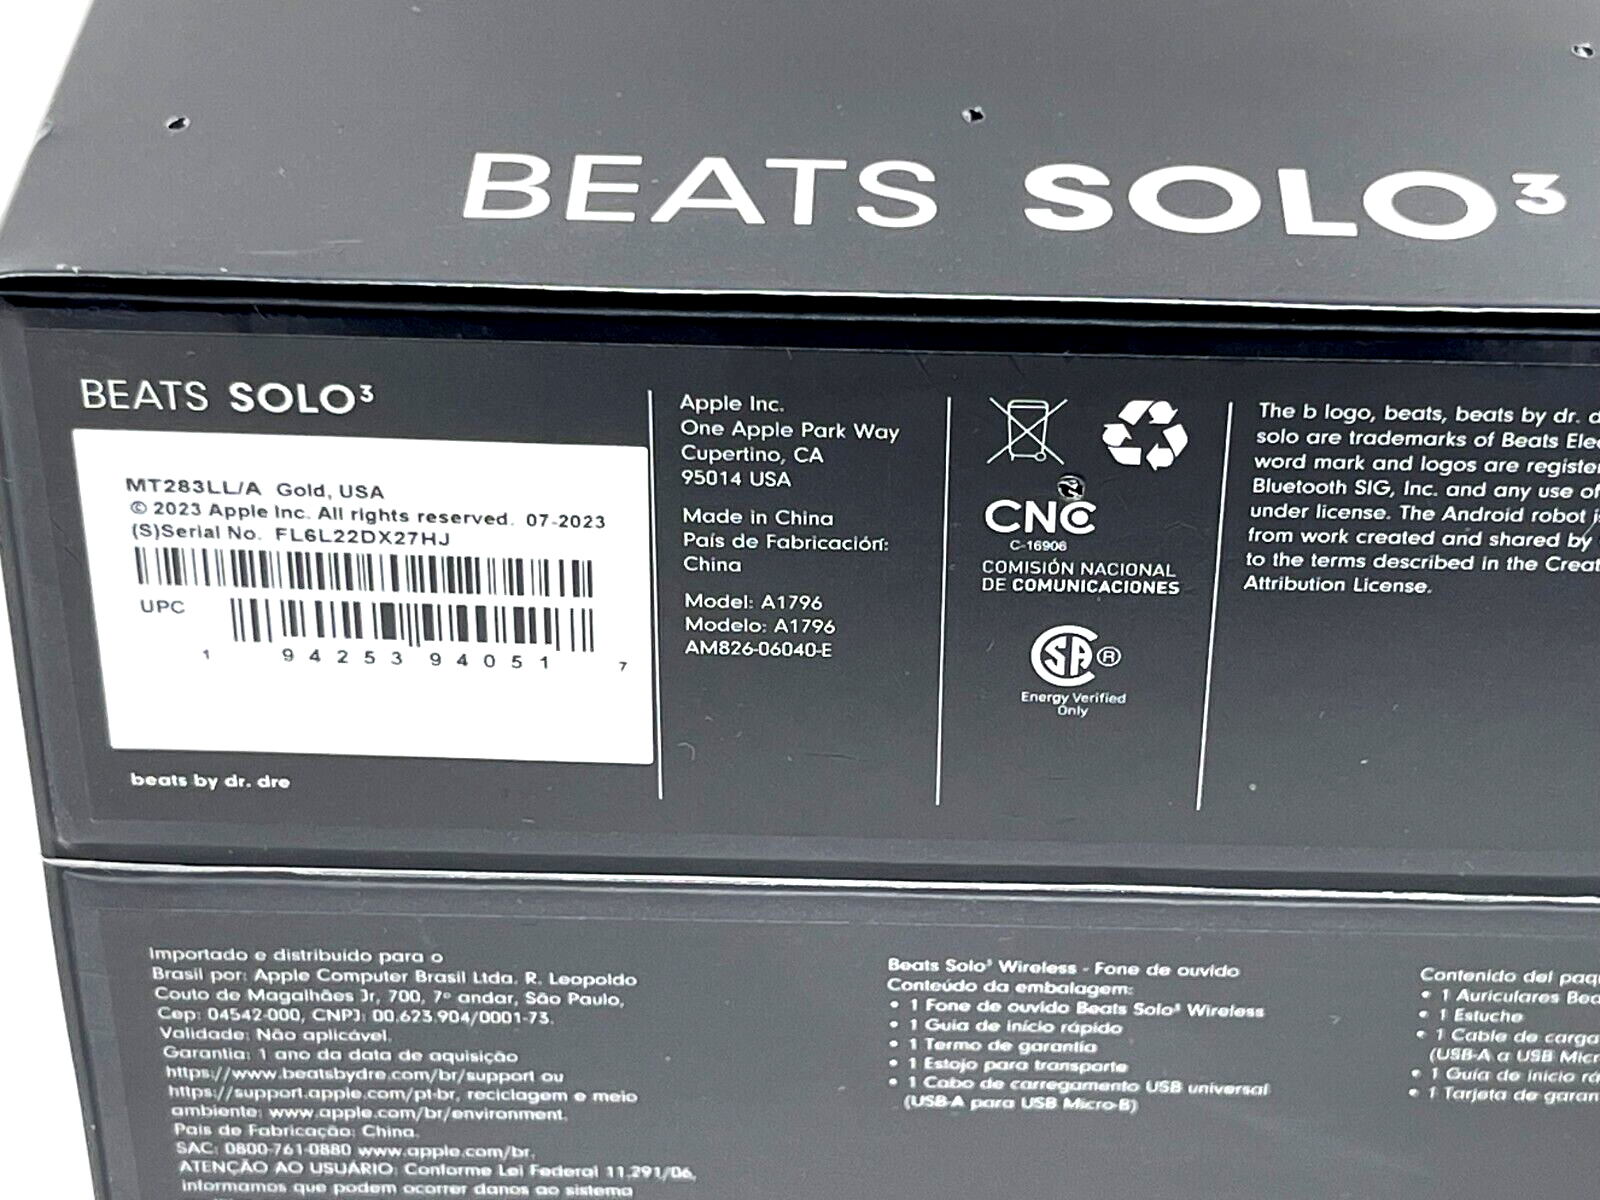 BEATS SOLO³
BEATS SOLO³
MT283LL/A Gold, USA
© 2023 Apple Inc. All rights reserved. 07-2023
(S)Serial No. FL6L22DX27HJ
UPC
1 94253 94051 7
beats by dr. dre
Apple Inc.
One Apple Park Way
Cupertino, CA
95014 USA
Made in China
País de Fabricación:
China
Model: A1796
Modelo: A1796
AM826-06040-E
CNC
C-16906
COMISIÓN NACIONAL
DE COMUNICACIONES
SA ®
Energy Verified
Only
The b logo, beats, beats by dr. d
solo are trademarks of Beats Ele
word mark and logos are registe
Bluetooth SIG, Inc. and any use of
under license. The Android robot is
from work created and shared by
to the terms described in the Creat
Attribution License.
Importado e distribuído para o
Brasil por: Apple Computer Brasil Ltda. R. Leopoldo
Couto de Magalhães Jr, 700, 7º andar, São Paulo,
Cep: 04542-000, CNPJ: 00.623.904/0001-73.
Validade: Não aplicável.
Garantia: 1 ano da data de aquisição
https://www.beatsbydre.com/br/support ou
https://support.apple.com/pt-br, reciclagem e meio
ambiente: www.apple.com/br/environment.
País de Fabricação: China.
SAC: 0800-761-0880 www.apple.com/br.
ATENÇÃO AO USUÁRIO: Conforme Lei Federal 11.291/06,
informamos que podem ocorrer danos ao sistema
Beats Solo³ Wireless - Fone de ouvido
Conteúdo da embalagem:
• 1 Fone de ouvido Beats Solo³ Wireless
• 1 Guia de início rápido
• 1 Termo de garantia
• 1 Estojo para transporte
• 1 Cabo de carregamento USB universal
(USB-A para USB Micro-B)
Contenido del paq
• 1 Auriculares Bea
• 1 Estuche
• 1 Cable de carga
(USB-A a USB Micr
• 1 Guía de inicio rá
• 1 Tarjeta de garan